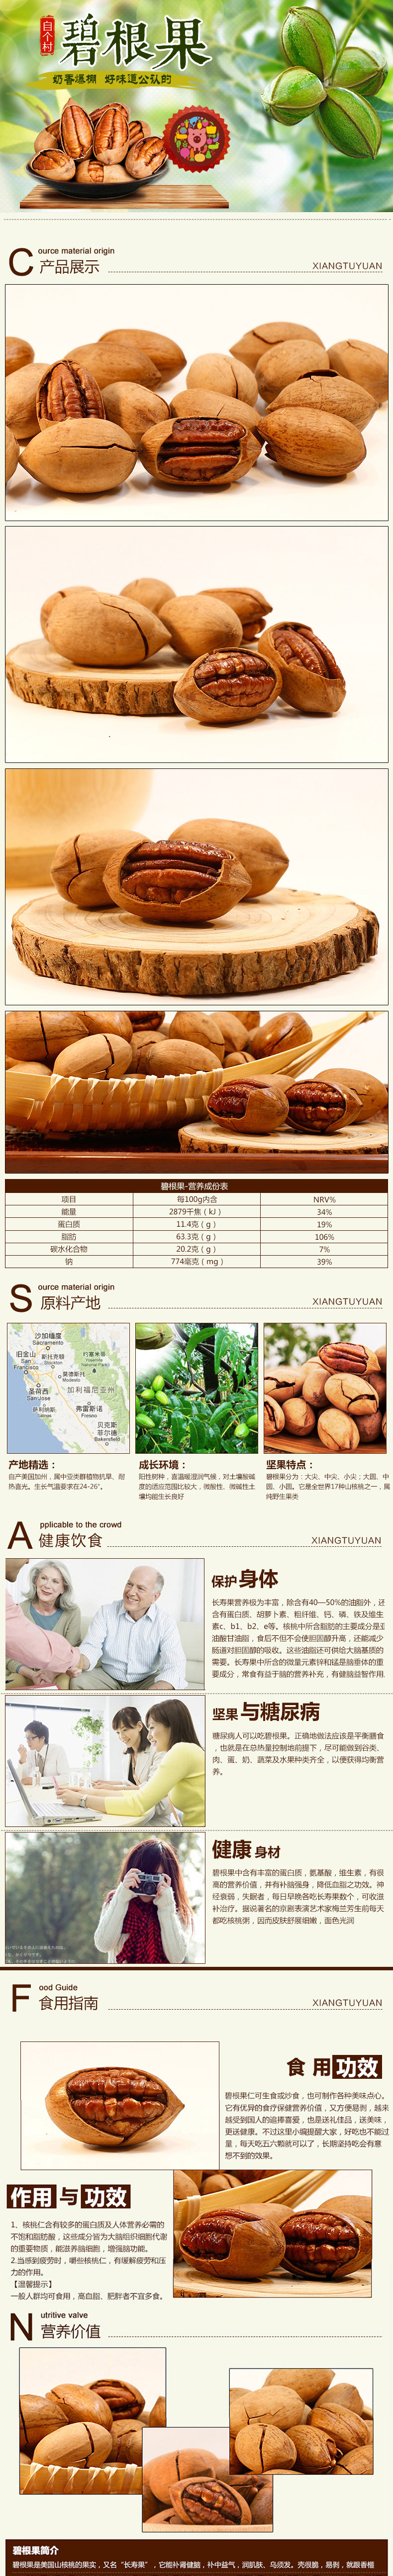 自个村
碧根果
奶香爆棚 好味道公认的
Cource material origin
产品展示
XIANGTUYUAN
碧根果-营养成份表
项目 每100g内含 NRV%
能量 2879千焦（kJ） 34%
蛋白质 11.4克（g） 19%
脂肪 63.3克（g） 106%
碳水化合物 20.2克（g） 7%
钠 774毫克（mg） 39%
Source material origin
原料产地
XIANGTUYUAN
沙加缅度
Sacramento
旧金山
San Francisco
斯托克顿
Stockton
约塞米蒂
Yosemite
National Park
莫德斯托
Modesto
圣荷西
San Jose
加利福尼亚州
萨利纳斯
Salinas
弗雷斯诺
Fresno
贝克斯菲尔德
Bakersfield
产地精选：
自产美国加州，属中亚类群植物抗旱、耐
热喜光。生长气温要求在24-26°。
成长环境：
阳性树种，喜温暖湿润气候，对土壤酸碱
度的适应范围比较大，微酸性、微碱性土
壤均能生长良好
坚果特点：
碧根果分为：大尖、中尖、小尖；大圆、中
圆、小圆。它是全世界17种山核桃之一，属
纯野生果类
Applicable to the crowd
健康饮食
XIANGTUYUAN
保护身体
长寿果营养极为丰富，除含有40—50%的油脂外，还
含有蛋白质、胡萝卜素、粗纤维、钙、磷、铁及维生
素c、b1、b2、e等。核桃中所含脂肪的主要成分是亚
油酸甘油脂，食后不但不会使胆固醇升高，还能减少
肠道对胆固醇的吸收。这些油脂还可供给大脑基质的
需要。长寿果中所含的微量元素锌和锰是脑垂体的重
要成分，常食有益于脑的营养补充，有健脑益智作用。
坚果与糖尿病
糖尿病人可以吃碧根果。正确地做法应该是平衡膳食
，也就是在总热量控制地前提下，尽可能做到谷类、
肉、蛋、奶、蔬菜及水果种类齐全，以便获得均衡营
养。
健康身材
碧根果中含有丰富的蛋白质，氨基酸，维生素，有很
高的营养价值，并有补脑强身，降低血脂之功效。神
经衰弱，失眠者，每日早晚各吃长寿果数个，可收滋
补治疗。据说著名的京剧表演艺术家梅兰芳生前每天
都吃核桃粥，因而皮肤舒展细嫩，面色光润
Food Guide
食用指南
XIANGTUYUAN
食用功效
碧根果仁可生食或炒食，也可制作各种美味点心。
它有优异的食疗保健营养价值，又方便易剥，越来
越受到国人的追捧喜爱，也是送礼佳品，送美味，
更送健康。不过这里小编提醒大家，好吃也不能过
量，每天吃五六颗就可以了，长期坚持吃会有意
想不到的效果。
作用与功效
1、核桃仁含有较多的蛋白质及人体营养必需的
不饱和脂肪酸，这些成分皆为大脑组织细胞代谢
的重要物质，能滋养脑细胞，增强脑功能。
2.当感到疲劳时，嚼些核桃仁，有缓解疲劳和压
力的作用。
【温馨提示】
一般人群均可食用，高血脂、肥胖者不宜多食。
Nutritive valve
营养价值
碧根果简介
碧根果是美国山核桃的果实，又名“长寿果”，它能补肾健脑，补中益气，润肌肤、乌须发。壳很脆，易剥，就跟香榧